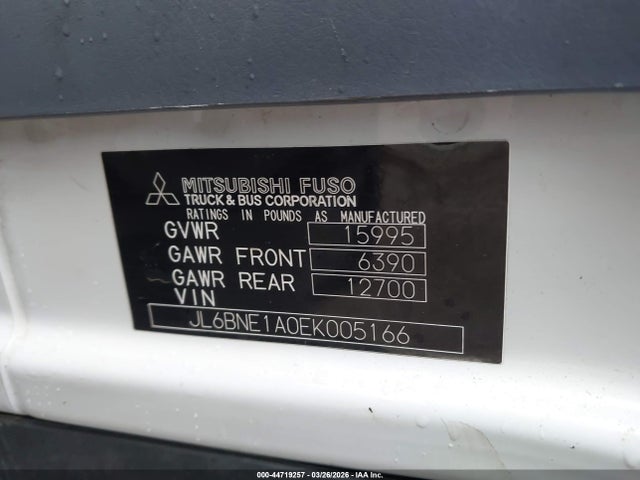 MITSUBISHI FUSO
TRUCK & BUS CORPORATION
RATINGS IN POUNDS AS MANUFACTURED
GVWR 15995
GAWR FRONT 6390
GAWR REAR 12700
VIN
JL6BNE1A0EK005166
000-44719257 | 03/26/2026 | IAA Inc.